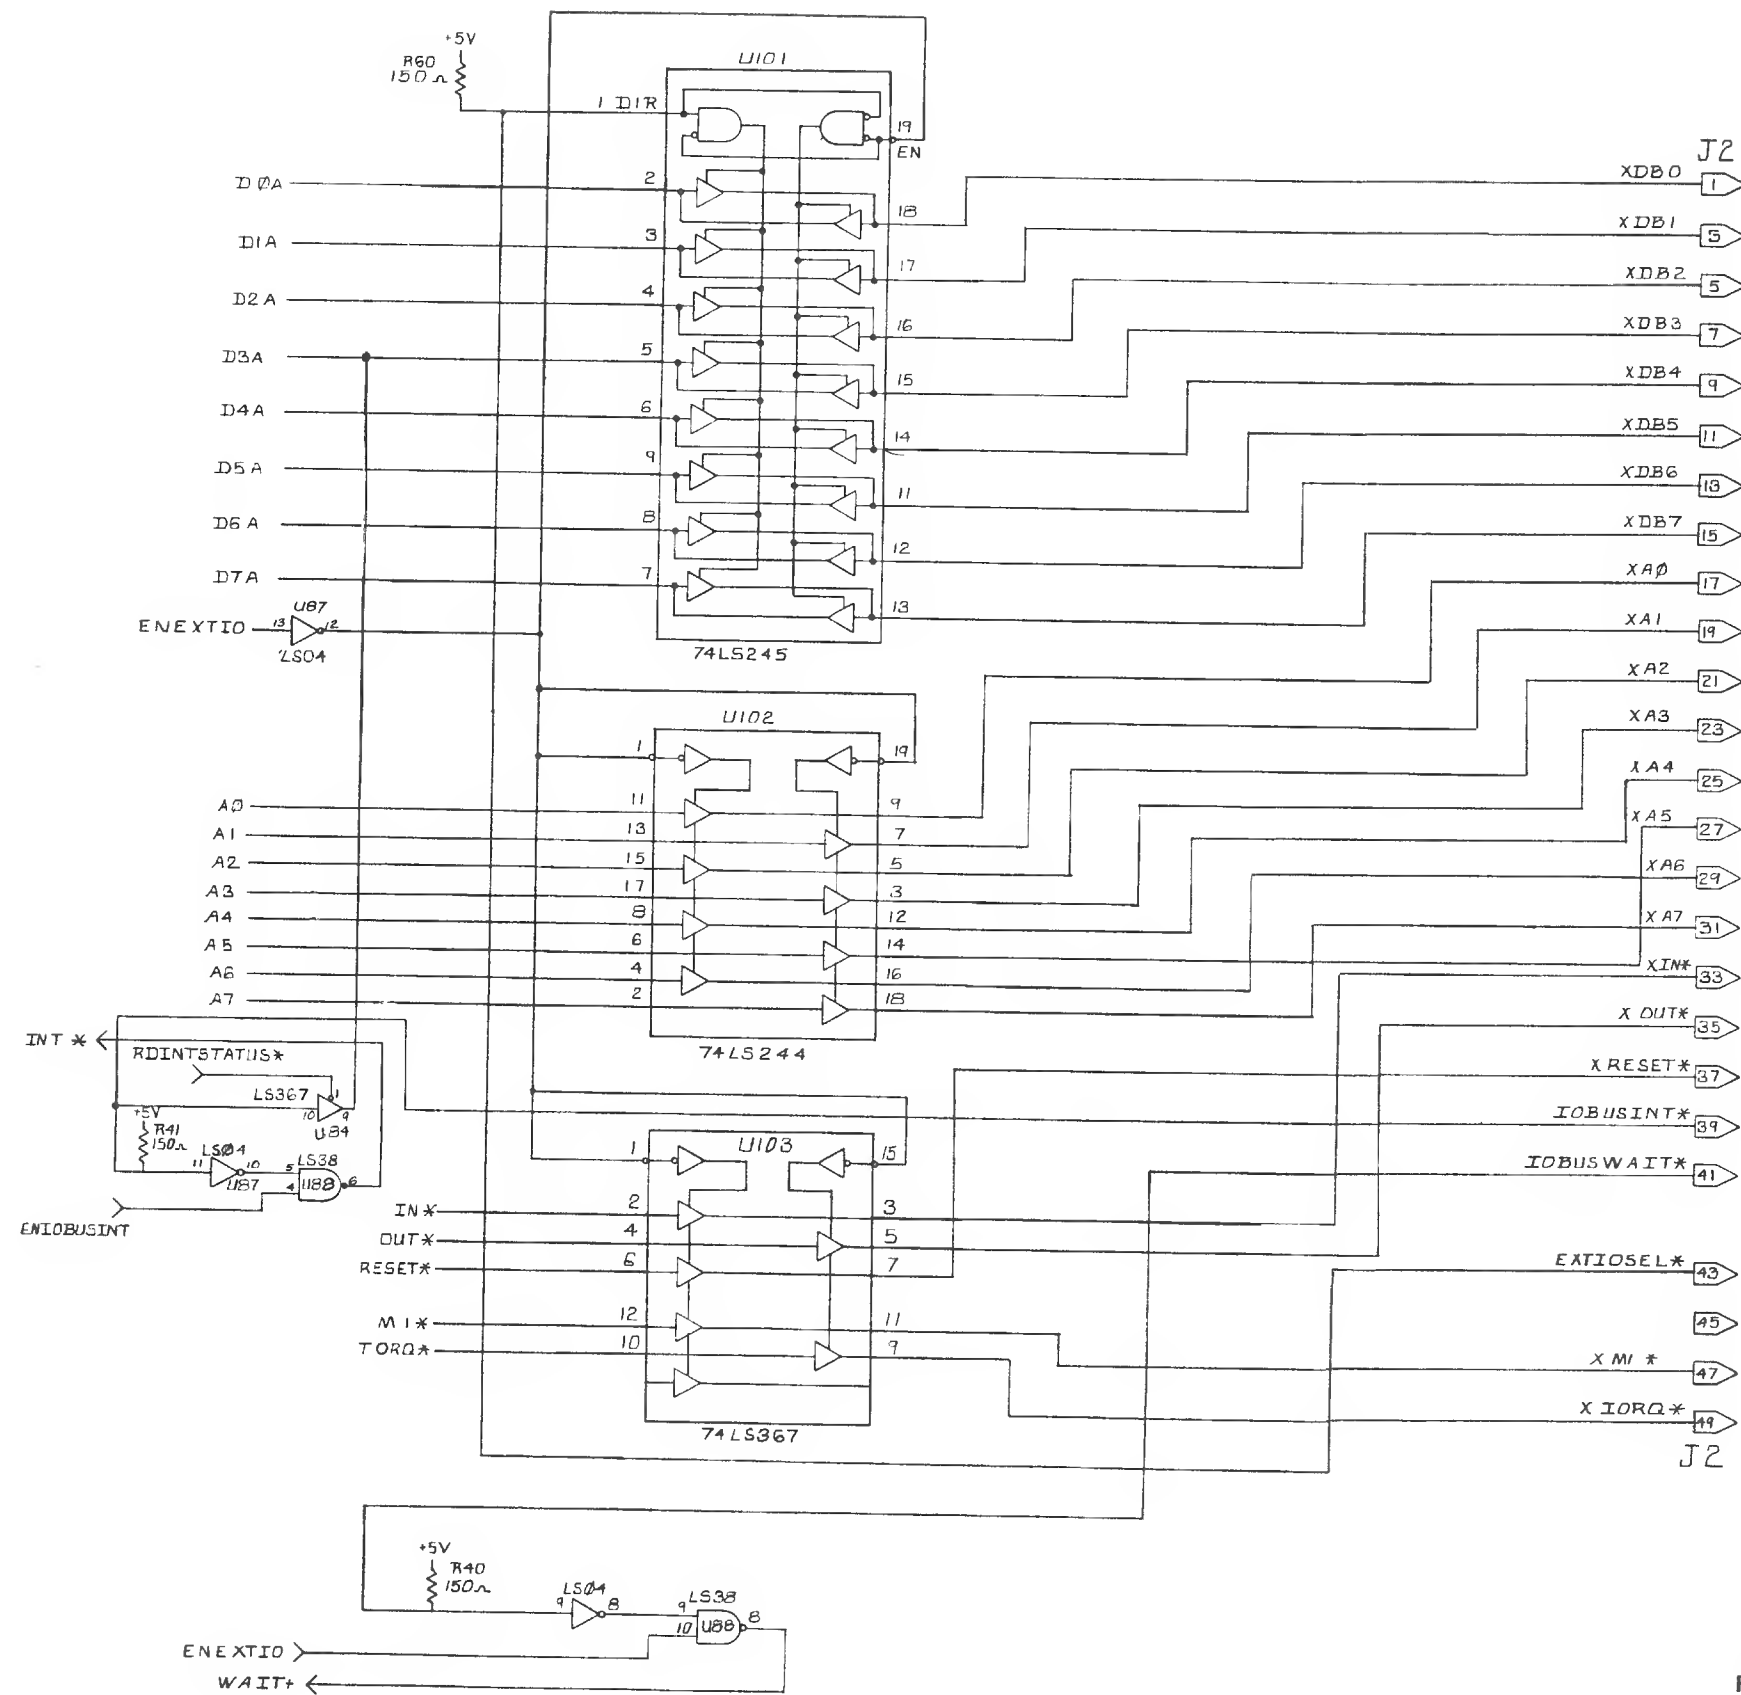 +5V
R60
150Ω
U101
1 DIR
19
EN
J2
DØA
2
18
XDB0
1
D1A
3
17
XDB1
3
D2A
4
16
XDB2
5
D3A
5
15
XDB3
7
D4A
6
14
XDB4
9
D5A
9
11
XDB5
11
D6A
8
12
XDB6
13
D7A
7
13
XDB7
15
ENEXTIO
13
U87
12
LS04
74LS245
XAØ
17
XA1
19
XA2
21
XA3
23
XA4
25
XA5
27
XA6
29
XA7
31
U102
1
19
AØ
11
9
A1
13
7
A2
15
5
A3
17
3
A4
8
12
A5
6
14
A6
4
16
A7
2
18
74LS244
XIN*
33
XOUT*
35
XRESET*
37
IOBUSINT*
39
IOBUSWAIT*
41
EXTIOSEL*
43
45
XM1*
47
XIORQ*
49
J2
INT*
RDINTSTATUS*
LS367
1
10
9
U84
+5V
R41
150Ω
LSØ4
11
10
U87
LS38
5
4
U88
6
ENIOBUSINT
U103
1
15
IN*
2
3
OUT*
4
5
RESET*
6
7
M1*
12
11
IORQ*
10
9
74LS367
+5V
R40
150Ω
LSØ4
9
8
LS38
9
10
U88
8
ENEXTIO
WAIT+